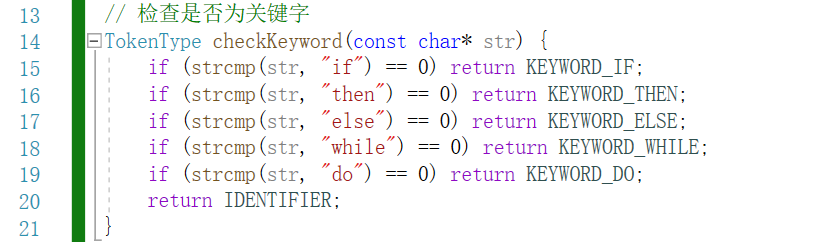 13 // 检查是否为关键字
14 TokenType checkKeyword(const char* str) {
15 if (strcmp(str, "if") == 0) return KEYWORD_IF;
16 if (strcmp(str, "then") == 0) return KEYWORD_THEN;
17 if (strcmp(str, "else") == 0) return KEYWORD_ELSE;
18 if (strcmp(str, "while") == 0) return KEYWORD_WHILE;
19 if (strcmp(str, "do") == 0) return KEYWORD_DO;
20 return IDENTIFIER;
21 }